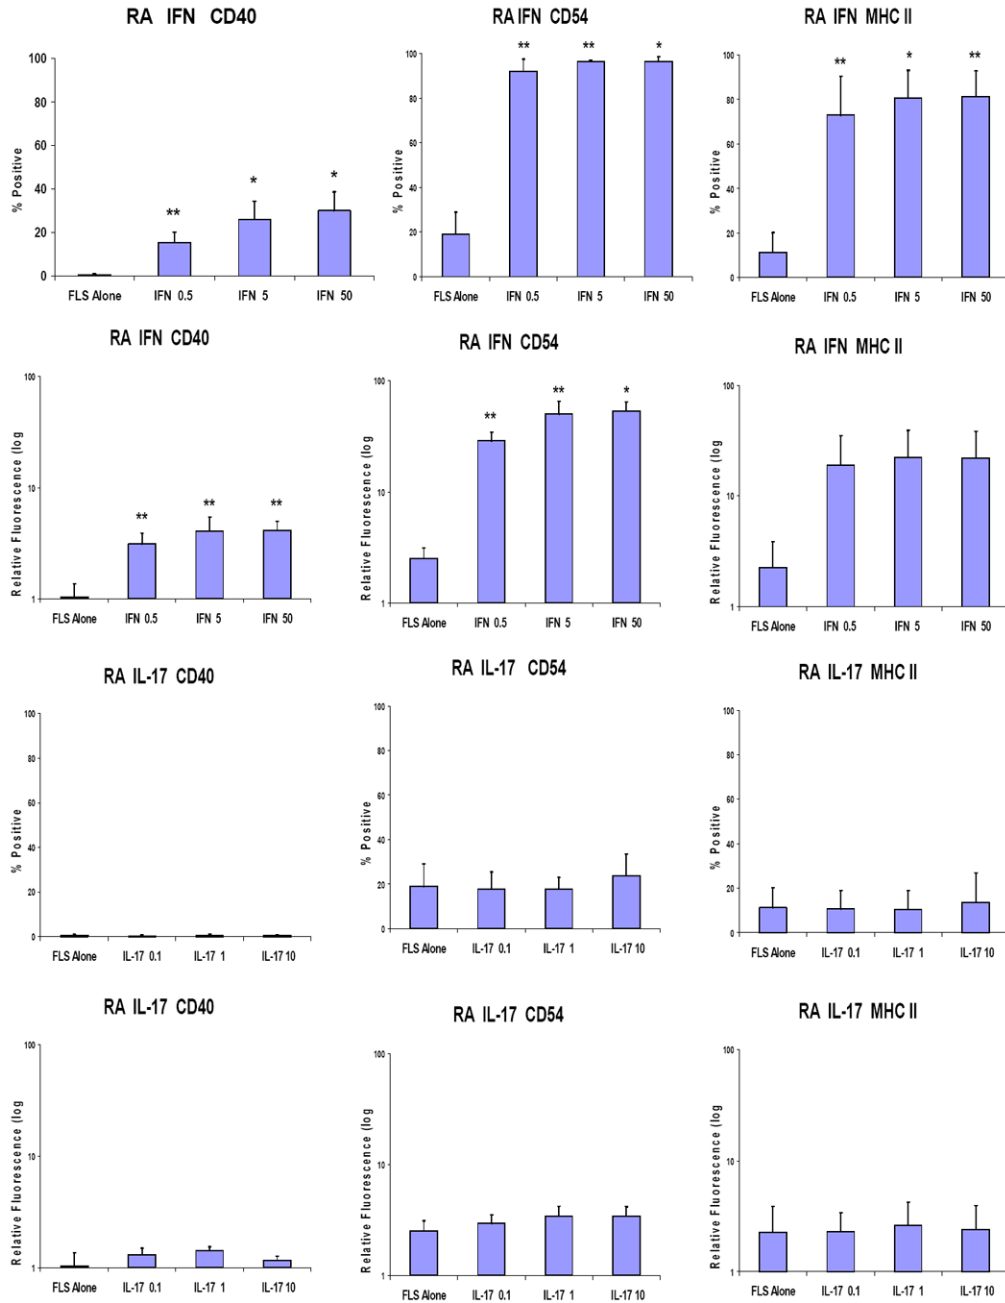 RA IFN CD40
% Positive
100
80
60
40
20
0
**
*
*
FLS Alone IFN 0.5 IFN 5 IFN 50
RA IFN CD54
% Positive
100
80
60
40
20
0
**
**
*
FLS Alone IFN 0.5 IFN 5 IFN 50
RA IFN MHC II
% Positive
100
80
60
40
20
0
**
*
**
FLS Alone IFN 0.5 IFN 5 IFN 50
RA IFN CD40
Relative Fluorescence (log
100
10
1
**
**
**
FLS Alone IFN 0.5 IFN 5 IFN 50
RA IFN CD54
Relative Fluorescence (log
100
10
1
**
**
*
FLS Alone IFN 0.5 IFN 5 IFN 50
RA IFN MHC II
Relative Fluorescence (log
100
10
1
FLS Alone IFN 0.5 IFN 5 IFN 50
RA IL-17 CD40
% Positive
100
80
60
40
20
0
FLS Alone IL-17 0.1 IL-17 1 IL-17 10
RA IL-17 CD54
% Positive
100
80
60
40
20
0
FLS Alone IL-17 0.1 IL-17 1 IL-17 10
RA IL-17 MHC II
% Positive
100
80
60
40
20
0
FLS Alone IL-17 0.1 IL-17 1 IL-17 10
RA IL-17 CD40
Relative Fluorescence (log
100
10
1
FLS Alone IL-17 0.1 IL-17 1 IL-17 10
RA IL-17 CD54
Relative Fluorescence (log
100
10
1
FLS Alone IL-17 0.1 IL-17 1 IL-17 10
RA IL-17 MHC II
Relative Fluorescence (log
100
10
1
FLS Alone IL-17 0.1 IL-17 1 IL-17 10